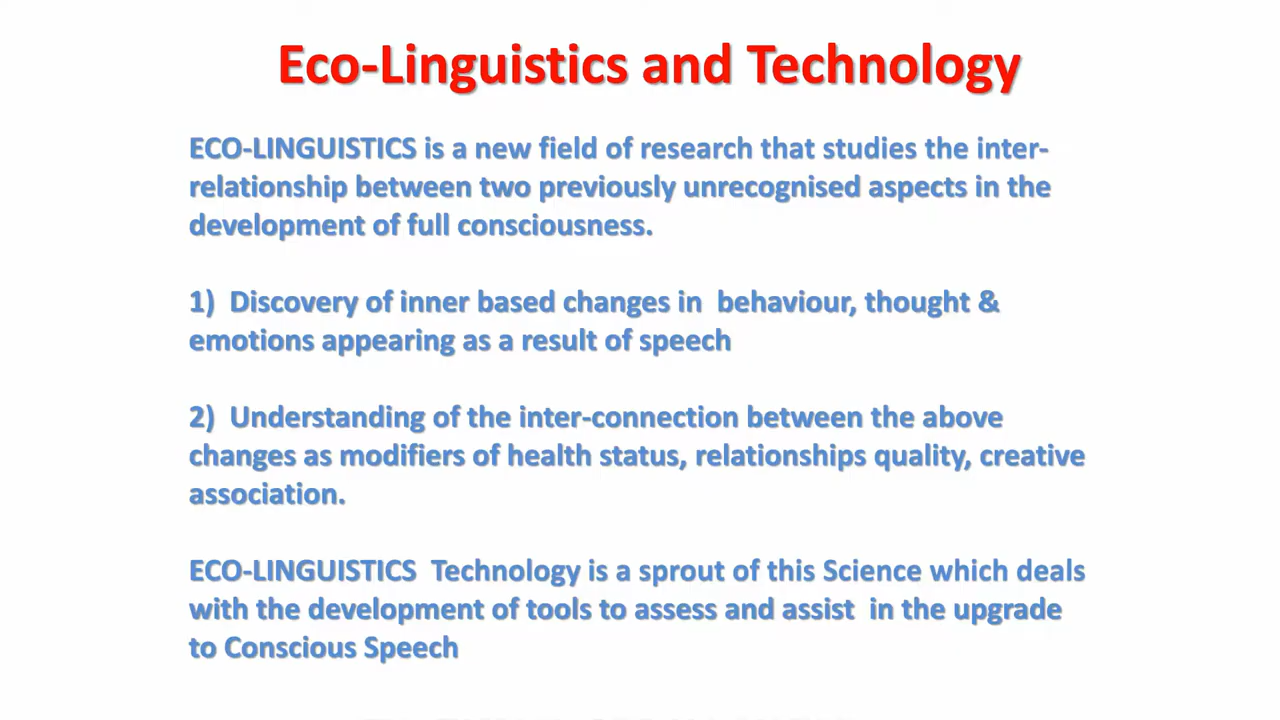 Eco-Linguistics and Technology
ECO-LINGUISTICS is a new field of research that studies the inter-
relationship between two previously unrecognised aspects in the
development of full consciousness.
1)  Discovery of inner based changes in  behaviour, thought &
emotions appearing as a result of speech
2)  Understanding of the inter-connection between the above
changes as modifiers of health status, relationships quality, creative
association.
ECO-LINGUISTICS  Technology is a sprout of this Science which deals
with the development of tools to assess and assist  in the upgrade
to Conscious Speech